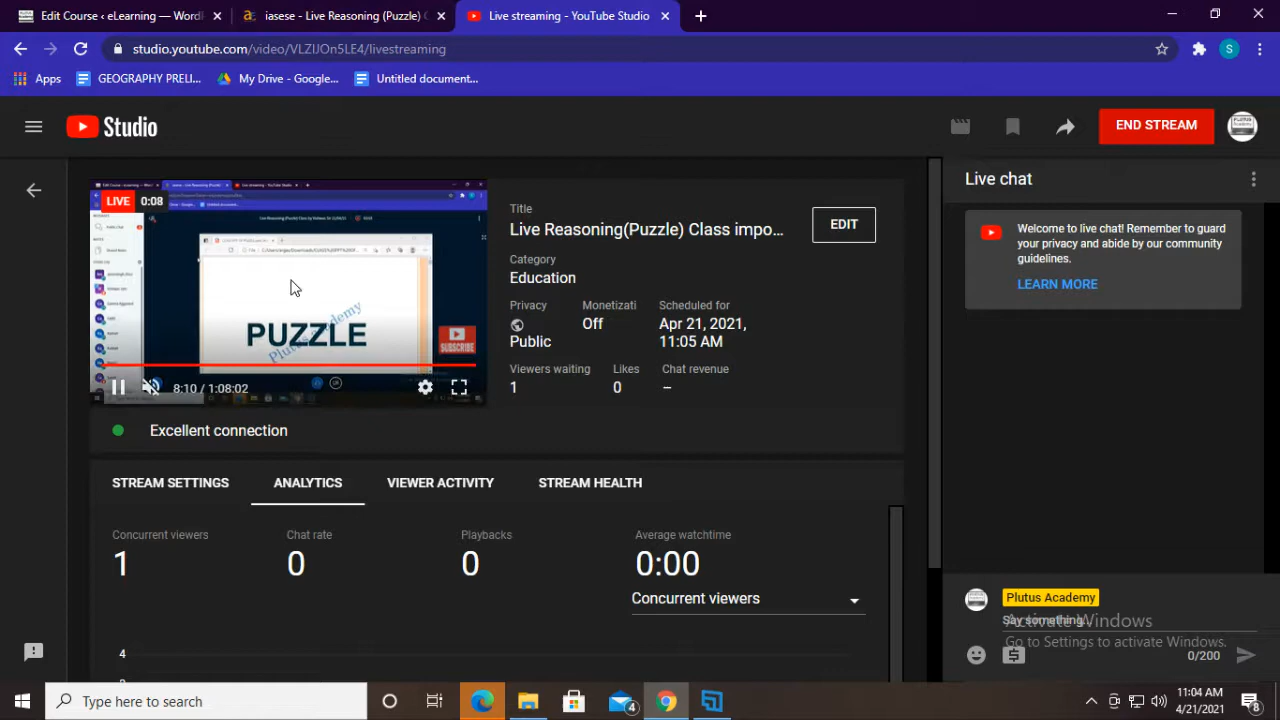 Edit Course < eLearning — Word
iasese - Live Reasoning (Puzzle)
Live streaming - YouTube Studio
studio.youtube.com/video/VLZIJOn5LE4/livestreaming
S
Apps
GEOGRAPHY PRELI...
My Drive - Google...
Untitled document...
Studio
END STREAM
LIVE 0:08
PUZZLE
Plutus Academy
SUBSCRIBE
8:10 / 1:08:02
Title
Live Reasoning(Puzzle) Class impo...
EDIT
Category
Education
Privacy
Public
Monetizati
Off
Scheduled for
Apr 21, 2021,
11:05 AM
Viewers waiting
1
Likes
0
Chat revenue
–
Excellent connection
STREAM SETTINGS
ANALYTICS
VIEWER ACTIVITY
STREAM HEALTH
Concurrent viewers
1
Chat rate
0
Playbacks
0
Average watchtime
0:00
Concurrent viewers
4
Live chat
Welcome to live chat! Remember to guard
your privacy and abide by our community
guidelines.
LEARN MORE
Plutus Academy
Say something...
Activate Windows
Go to Settings to activate Windows.
0/200
Type here to search
4
11:04 AM
4/21/2021
8